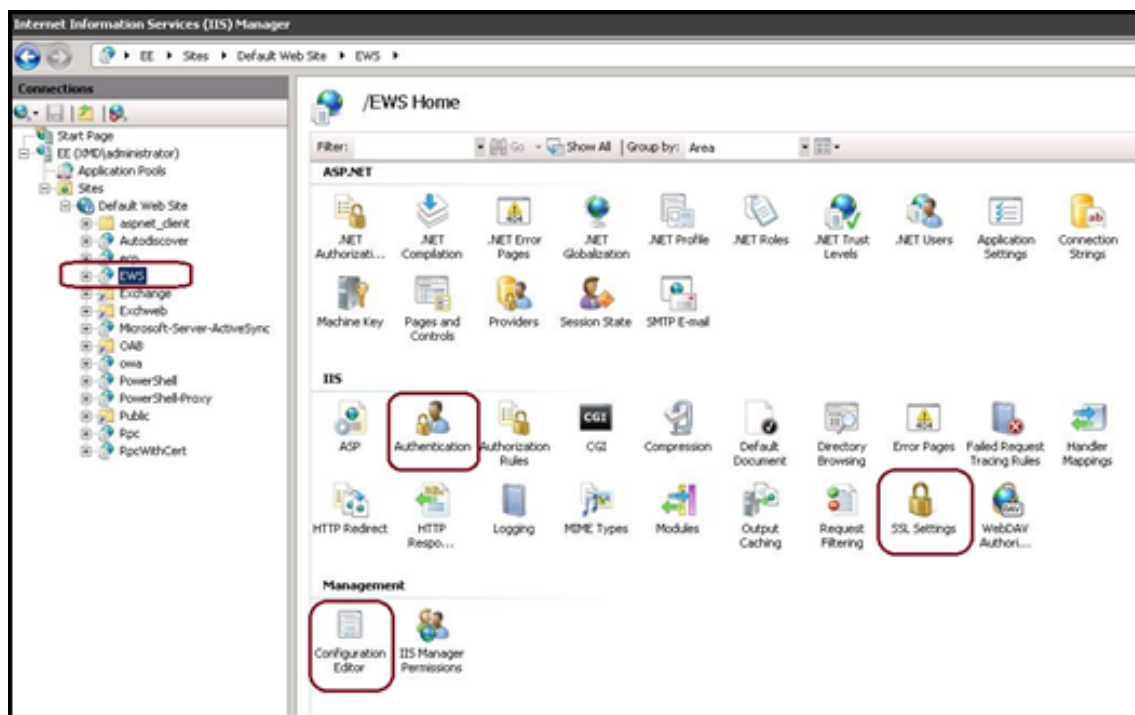 Internet Information Services (IIS) Manager
EE Sites Default Web Site EWS
Connections
Start Page
EE (XMD\administrator)
Application Pools
Sites
Default Web Site
aspnet_client
Autodiscover
ecp
EWS
Exchange
Exchweb
Microsoft-Server-ActiveSync
OAB
owa
PowerShell
PowerShell-Proxy
Public
Rpc
RpcWithCert
/EWS Home
Filter: Go Show All Group by: Area
ASP.NET
.NET Authorizati... .NET Compilation .NET Error Pages .NET Globalization .NET Profile .NET Roles .NET Trust Levels .NET Users Application Settings Connection Strings
Machine Key Pages and Controls Providers Session State SMTP E-mail
IIS
ASP Authentication Authorization Rules CGI Compression Default Document Directory Browsing Error Pages Failed Request Tracing Rules Handler Mappings
HTTP Redirect HTTP Respo... Logging MIME Types Modules Output Caching Request Filtering SSL Settings WebDAV Authori...
Management
Configuration Editor IIS Manager Permissions